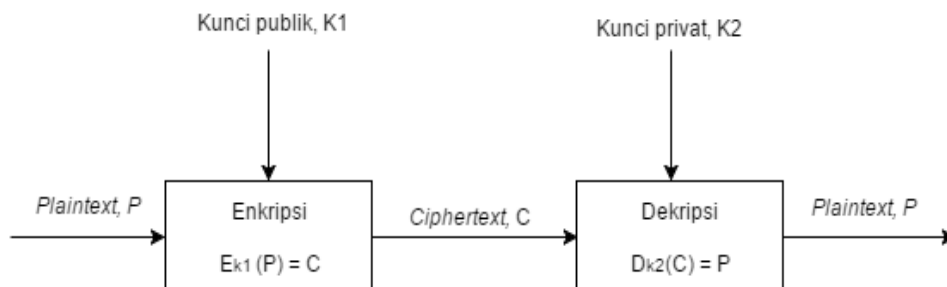 Kunci publik, K1
Kunci privat, K2
Plaintext, P
Enkripsi
Ek1 (P) = C
Ciphertext, C
Dekripsi
Dk2(C) = P
Plaintext, P